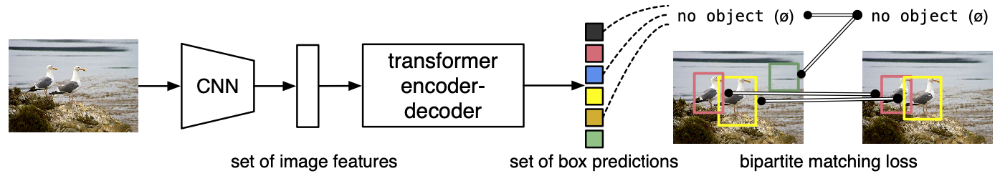 no object (ø)
no object (ø)
CNN
transformer
encoder-
decoder
set of image features
set of box predictions
bipartite matching loss